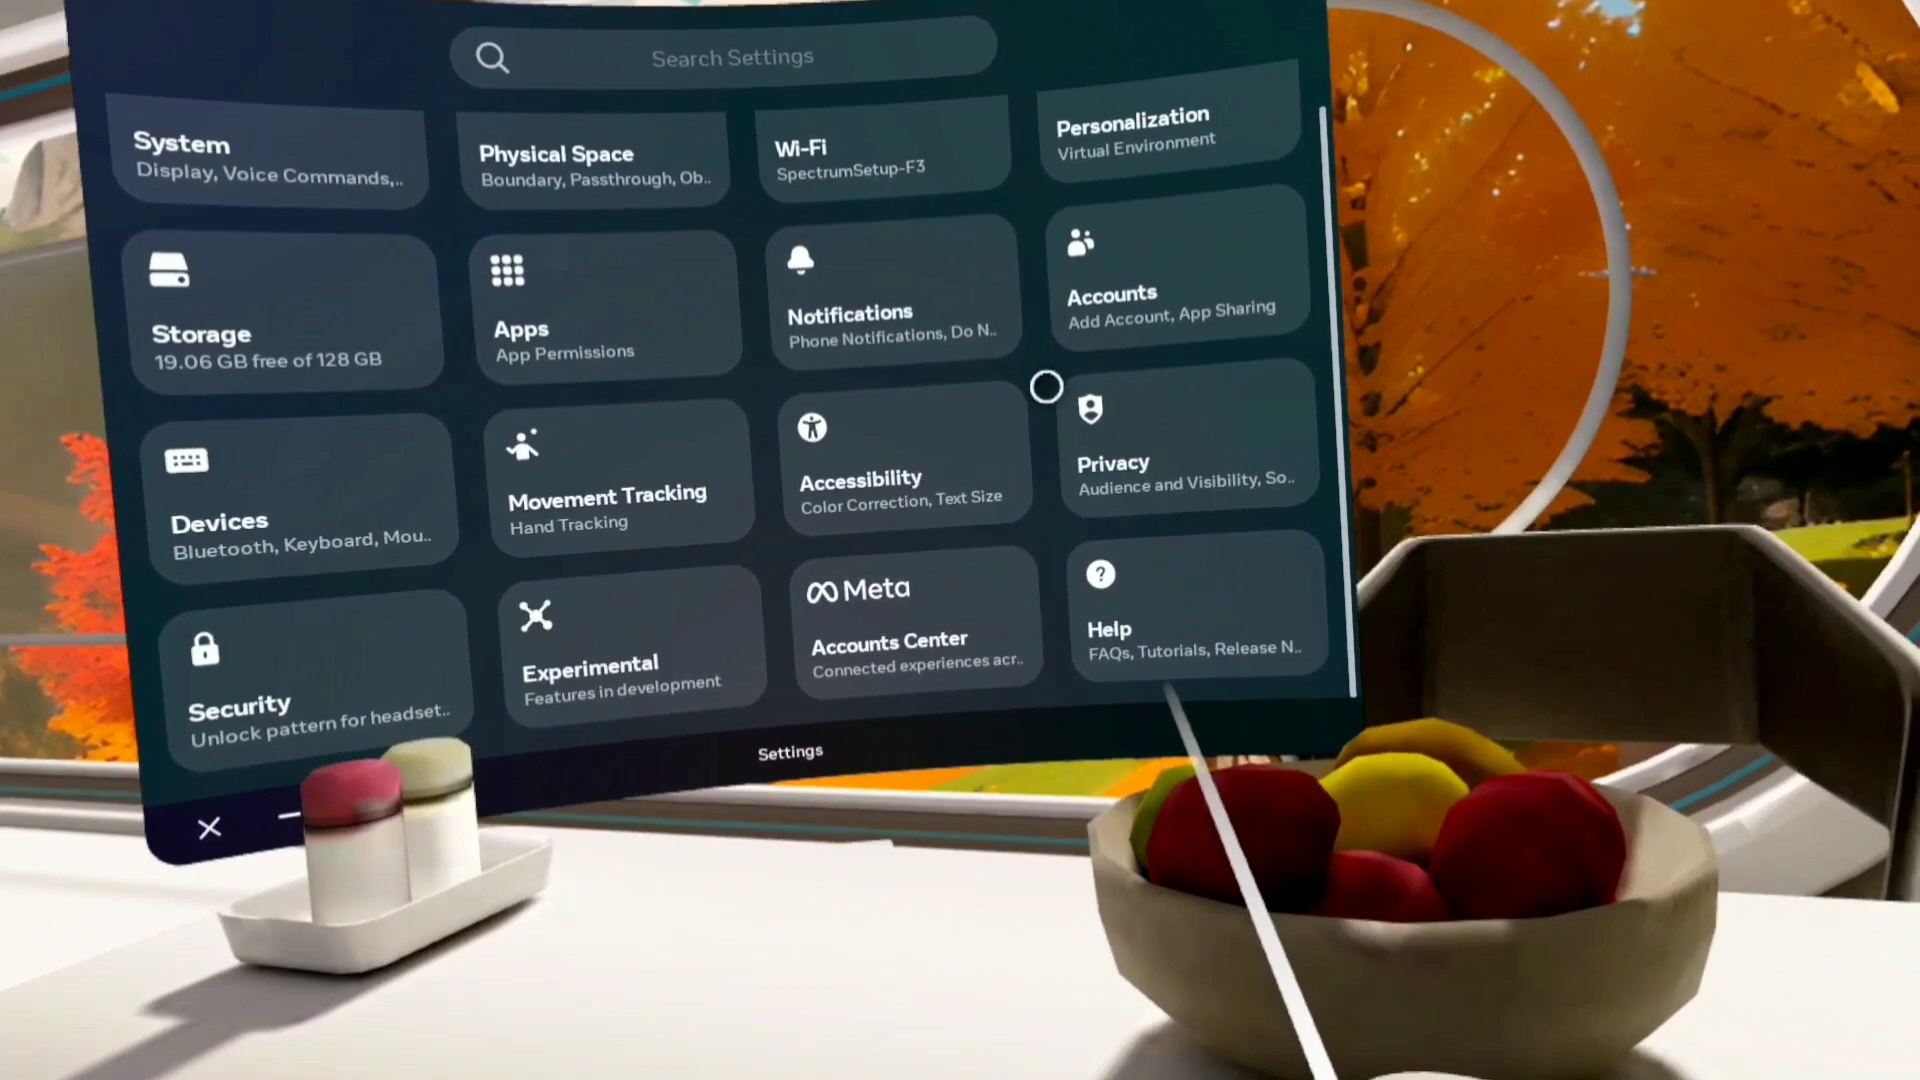 Search Settings
System
Display, Voice Commands,..
Physical Space
Boundary, Passthrough, Ob..
Wi-Fi
SpectrumSetup-F3
Personalization
Virtual Environment
Storage
19.06 GB free of 128 GB
Apps
App Permissions
Notifications
Phone Notifications, Do N..
Accounts
Add Account, App Sharing
Devices
Bluetooth, Keyboard, Mou..
Movement Tracking
Hand Tracking
Accessibility
Color Correction, Text Size
Privacy
Audience and Visibility, So..
Security
Unlock pattern for headset..
Experimental
Features in development
Meta
Accounts Center
Connected experiences acr..
?
Help
FAQs, Tutorials, Release N..
Settings